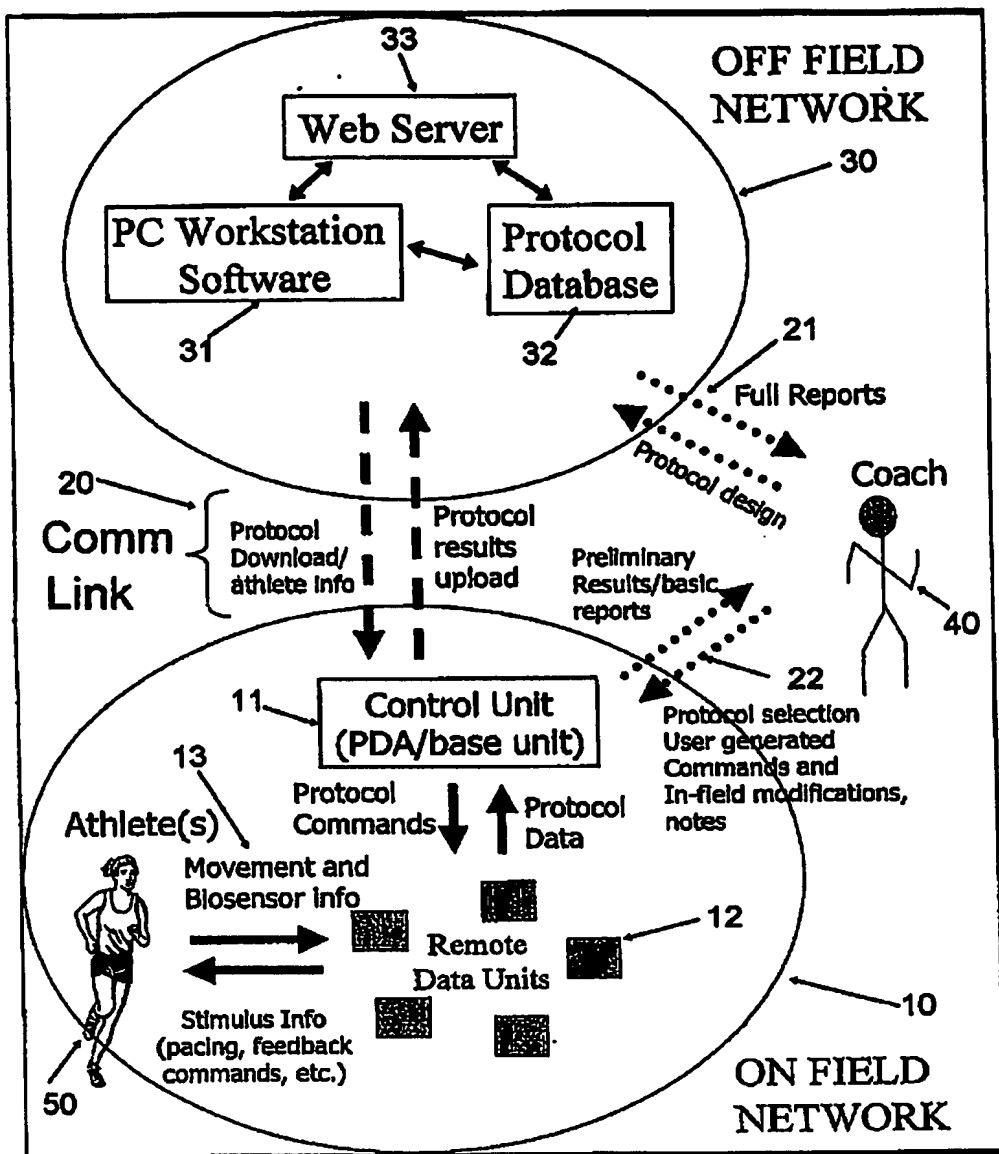 33
OFF FIELD
NETWORK
Web Server
30
PC Workstation
Software
Protocol
Database
31
32
21
Full Reports
Protocol design
Coach
20
Comm
Link
Protocol
Download/
athlete info
Protocol
results
upload
Preliminary
Results/basic
reports
40
22
11
Control Unit
(PDA/base unit)
Protocol selection
User generated
Commands and
In-field modifications,
notes
13
Protocol
Commands
Protocol
Data
Athlete(s)
Movement and
Biosensor info
12
Remote
Data Units
10
Stimulus Info
(pacing, feedback
commands, etc.)
50
ON FIELD
NETWORK